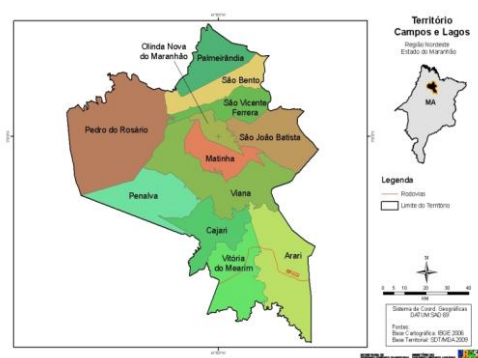 Território
Campos e Lagos
Região Nordeste
Estado do Maranhão
MA
Legenda
Rodovias
Limite do Território
Olinda Nova
do Maranhão
Palmeirândia
São Bento
São Vicente
Ferrera
Pedro do Rosário
São João Batista
Matinha
Penalva
Viana
Cajari
Vitória
do Mearim
Arari
N
Sistema de Coord. Geográficas
DATUM SAD 69
Fontes:
Base Cartográfica: IBGE 2006
Base Territorial: SDT/MDA 2009